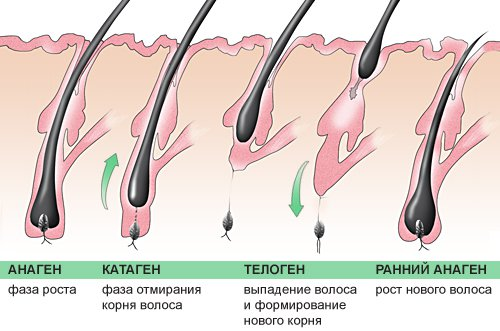 АНАГЕН
фаза роста
КАТАГЕН
фаза отмирания
корня волоса
ТЕЛОГЕН
выпадение волоса
и формирование
нового корня
РАННИЙ АНАГЕН
рост нового волоса